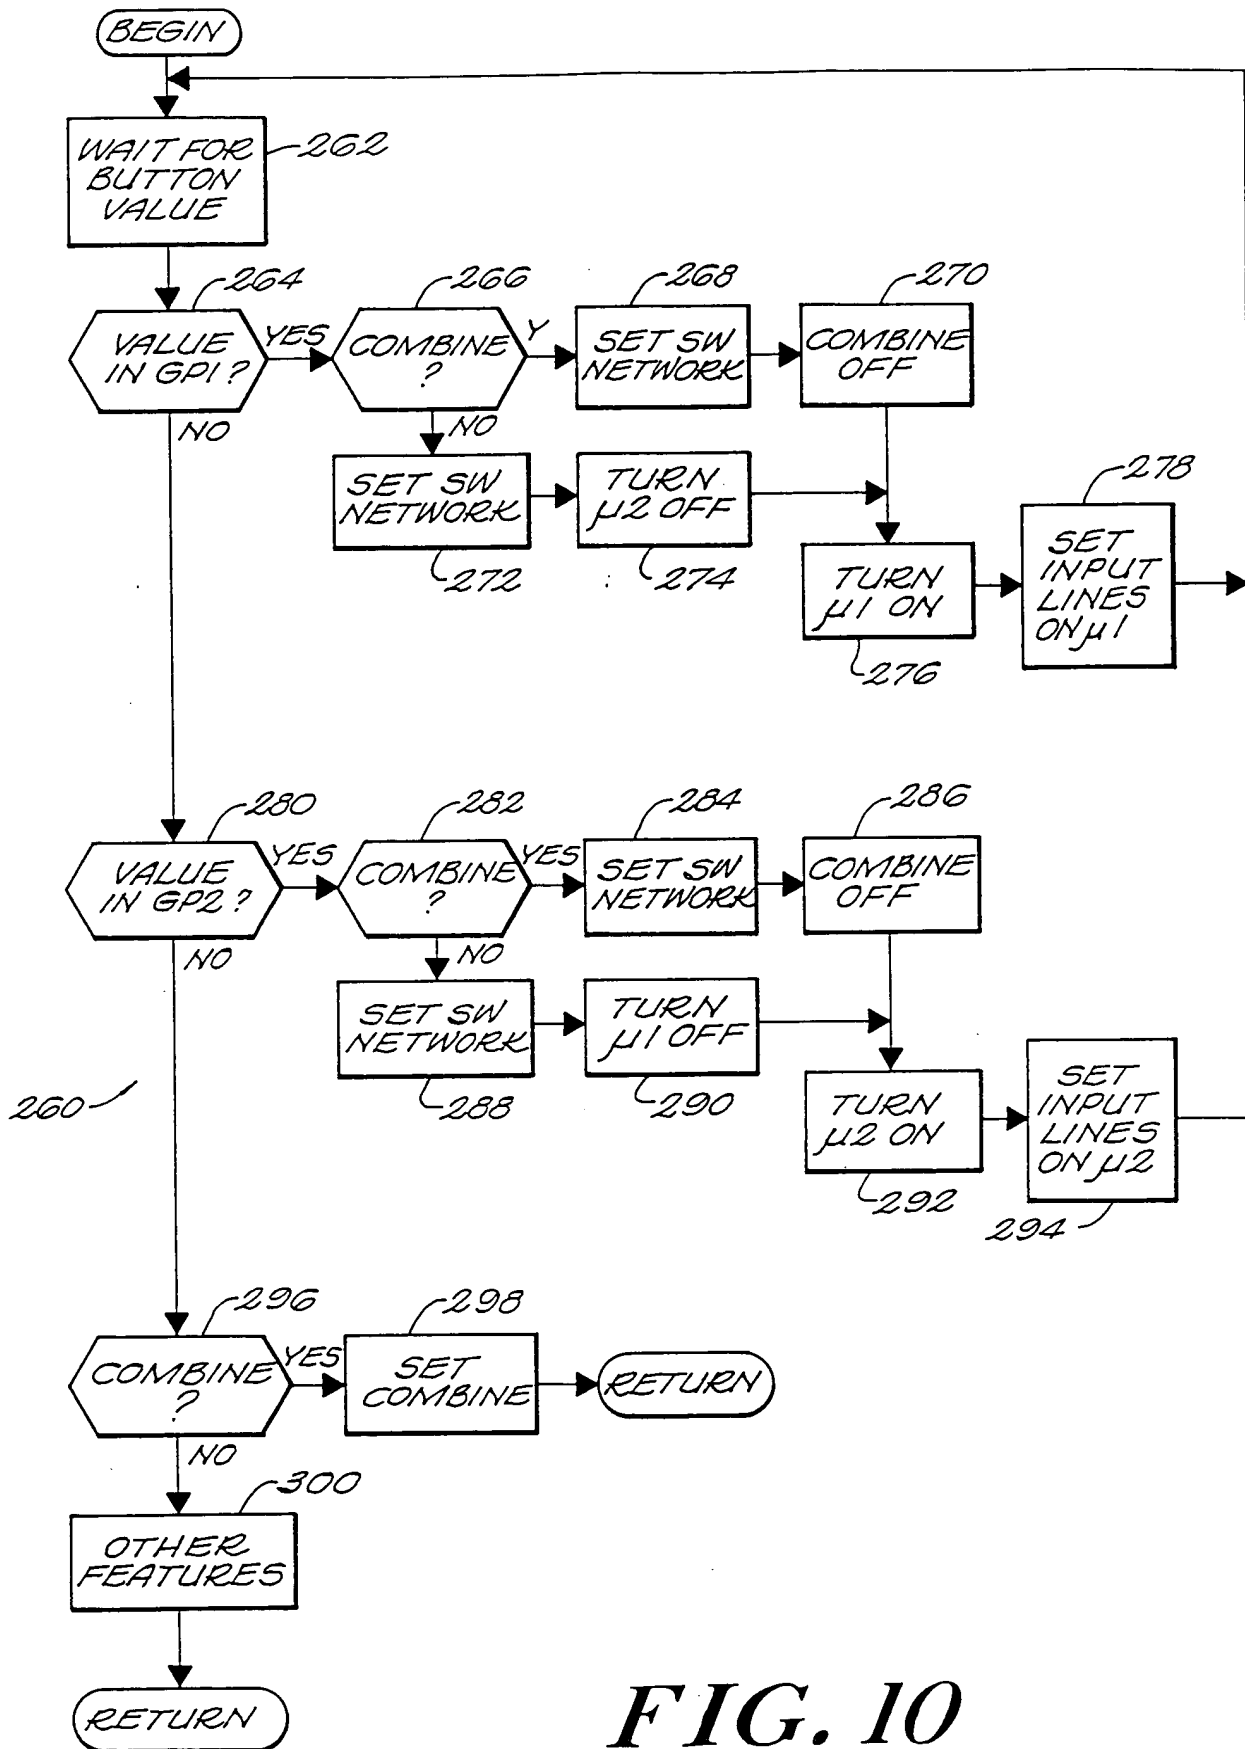 BEGIN
WAIT FOR
BUTTON
VALUE
262
264
VALUE
IN GP1 ?
YES
NO
266
COMBINE
?
Y
NO
268
SET SW
NETWORK
270
COMBINE
OFF
SET SW
NETWORK
272
TURN
μ2 OFF
274
TURN
μ1 ON
276
278
SET
INPUT
LINES
ON μ1
280
VALUE
IN GP2 ?
YES
NO
282
COMBINE
?
YES
NO
284
SET SW
NETWORK
286
COMBINE
OFF
SET SW
NETWORK
288
TURN
μ1 OFF
290
TURN
μ2 ON
292
SET
INPUT
LINES
ON μ2
294
260
296
COMBINE
?
YES
NO
298
SET
COMBINE
RETURN
300
OTHER
FEATURES
RETURN
FIG. 10